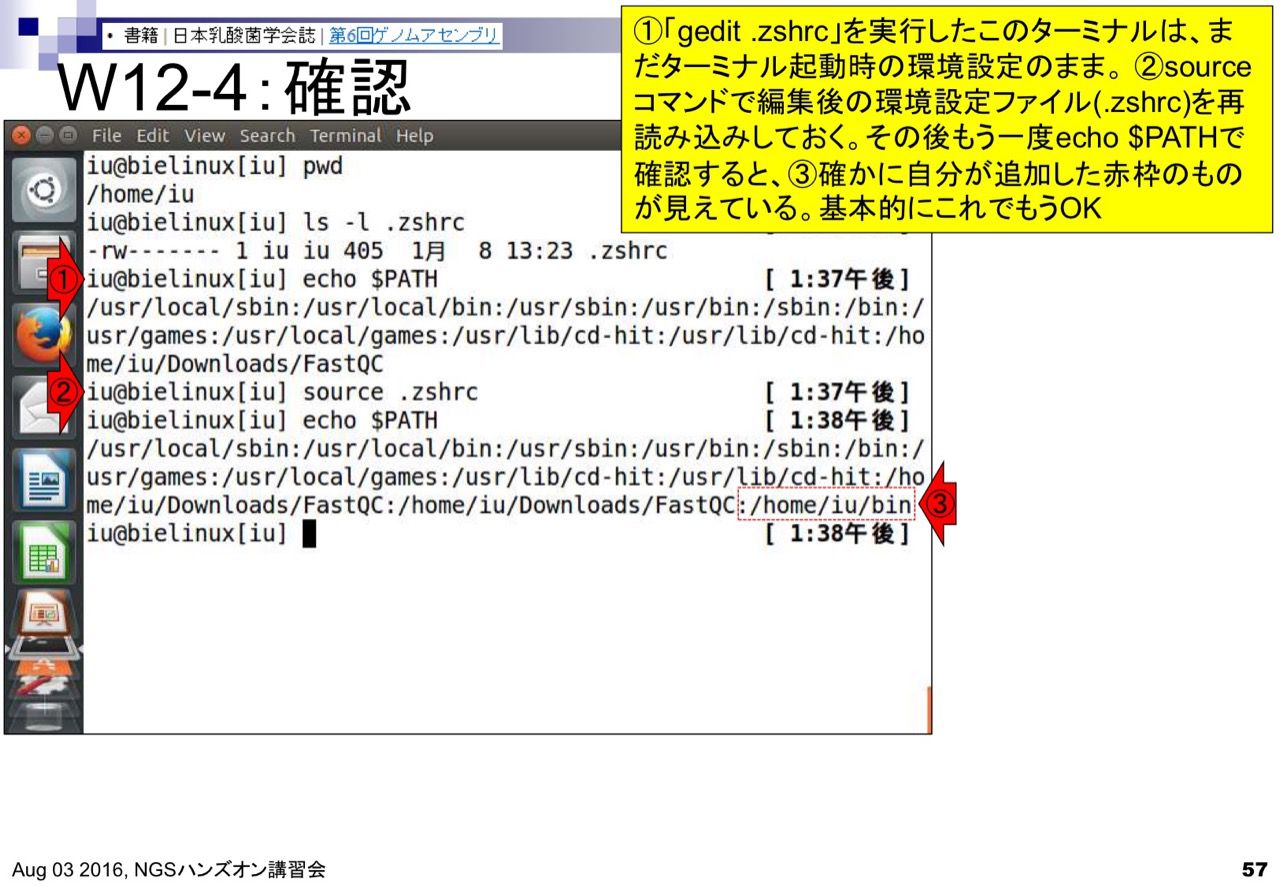 ・ 書籍 | 日本乳酸菌学会誌 | 第6回ゲノムアセンブリ
W12-4：確認
①「gedit .zshrc」を実行したこのターミナルは、ま
だターミナル起動時の環境設定のまま。②source
コマンドで編集後の環境設定ファイル(.zshrc)を再
読み込みしておく。その後もう一度echo $PATHで
確認すると、③確かに自分が追加した赤枠のもの
が見えている。基本的にこれでもうOK
File Edit View Search Terminal Help
iu@bielinux[iu] pwd
/home/iu
iu@bielinux[iu] ls -l .zshrc
-rw------- 1 iu iu 405 1月 8 13:23 .zshrc
① iu@bielinux[iu] echo $PATH [ 1:37午後]
/usr/local/sbin:/usr/local/bin:/usr/sbin:/usr/bin:/sbin:/bin:/
usr/games:/usr/local/games:/usr/lib/cd-hit:/usr/lib/cd-hit:/ho
me/iu/Downloads/FastQC
② iu@bielinux[iu] source .zshrc [ 1:37午後]
iu@bielinux[iu] echo $PATH [ 1:38午後]
/usr/local/sbin:/usr/local/bin:/usr/sbin:/usr/bin:/sbin:/bin:/
usr/games:/usr/local/games:/usr/lib/cd-hit:/usr/lib/cd-hit:/ho
me/iu/Downloads/FastQC:/home/iu/Downloads/FastQC:/home/iu/bin ③
iu@bielinux[iu] [ 1:38午後]
Aug 03 2016, NGSハンズオン講習会
57